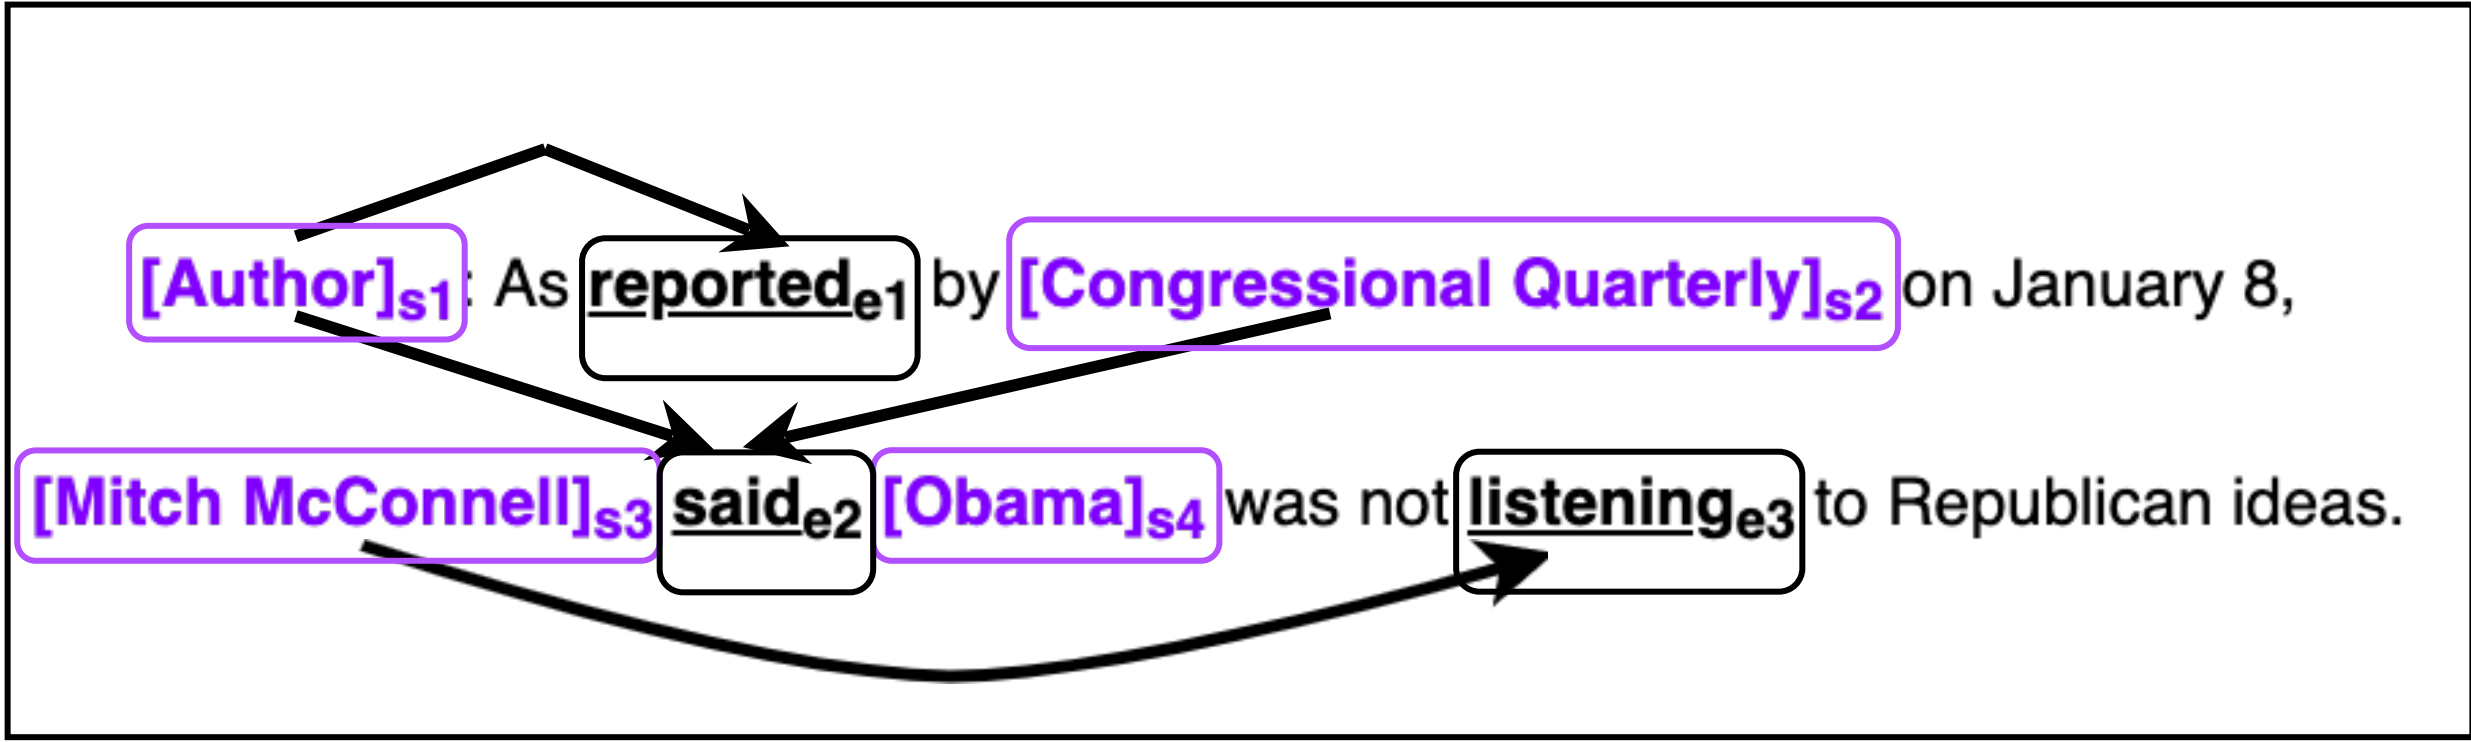 [Author]s1: As reportede1 by [Congressional Quarterly]s2 on January 8,
[Mitch McConnell]s3 saide2 [Obama]s4 was not listeninge3 to Republican ideas.